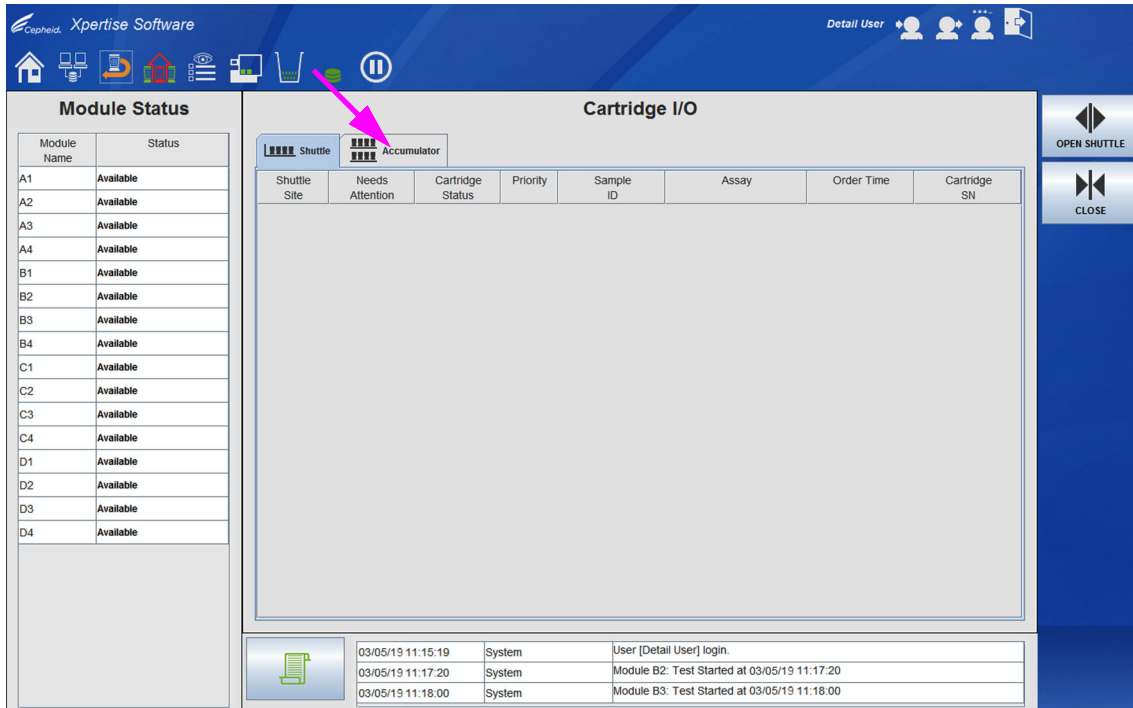 Cepheid. Xpertise Software
Detail User
Module Status
Module Name
Status
A1 Available
A2 Available
A3 Available
A4 Available
B1 Available
B2 Available
B3 Available
B4 Available
C1 Available
C2 Available
C3 Available
C4 Available
D1 Available
D2 Available
D3 Available
D4 Available
Cartridge I/O
Shuttle
Accumulator
Shuttle Site
Needs Attention
Cartridge Status
Priority
Sample ID
Assay
Order Time
Cartridge SN
OPEN SHUTTLE
CLOSE
03/05/19 11:15:19 System User [Detail User] login.
03/05/19 11:17:20 System Module B2: Test Started at 03/05/19 11:17:20
03/05/19 11:18:00 System Module B3: Test Started at 03/05/19 11:18:00